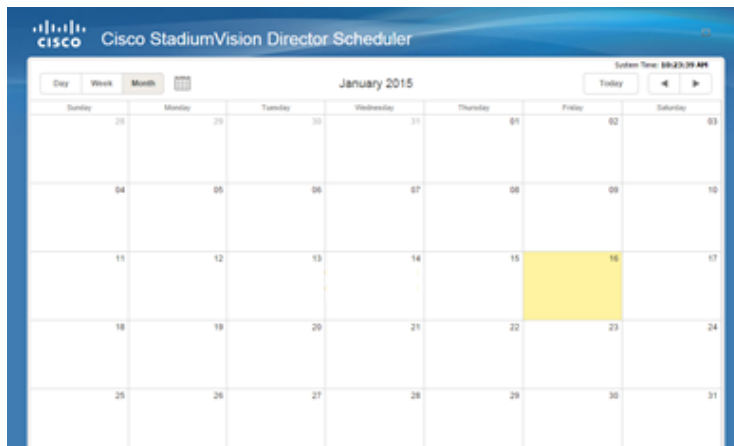 CISCO Cisco StadiumVision Director Scheduler
System Time: 10:23:39 AM
Day Week Month January 2015 Today
Sunday Monday Tuesday Wednesday Thursday Friday Saturday
28 29 30 31 01 02 03
04 05 06 07 08 09 10
11 12 13 14 15 16 17
18 19 20 21 22 23 24
25 26 27 28 29 30 31